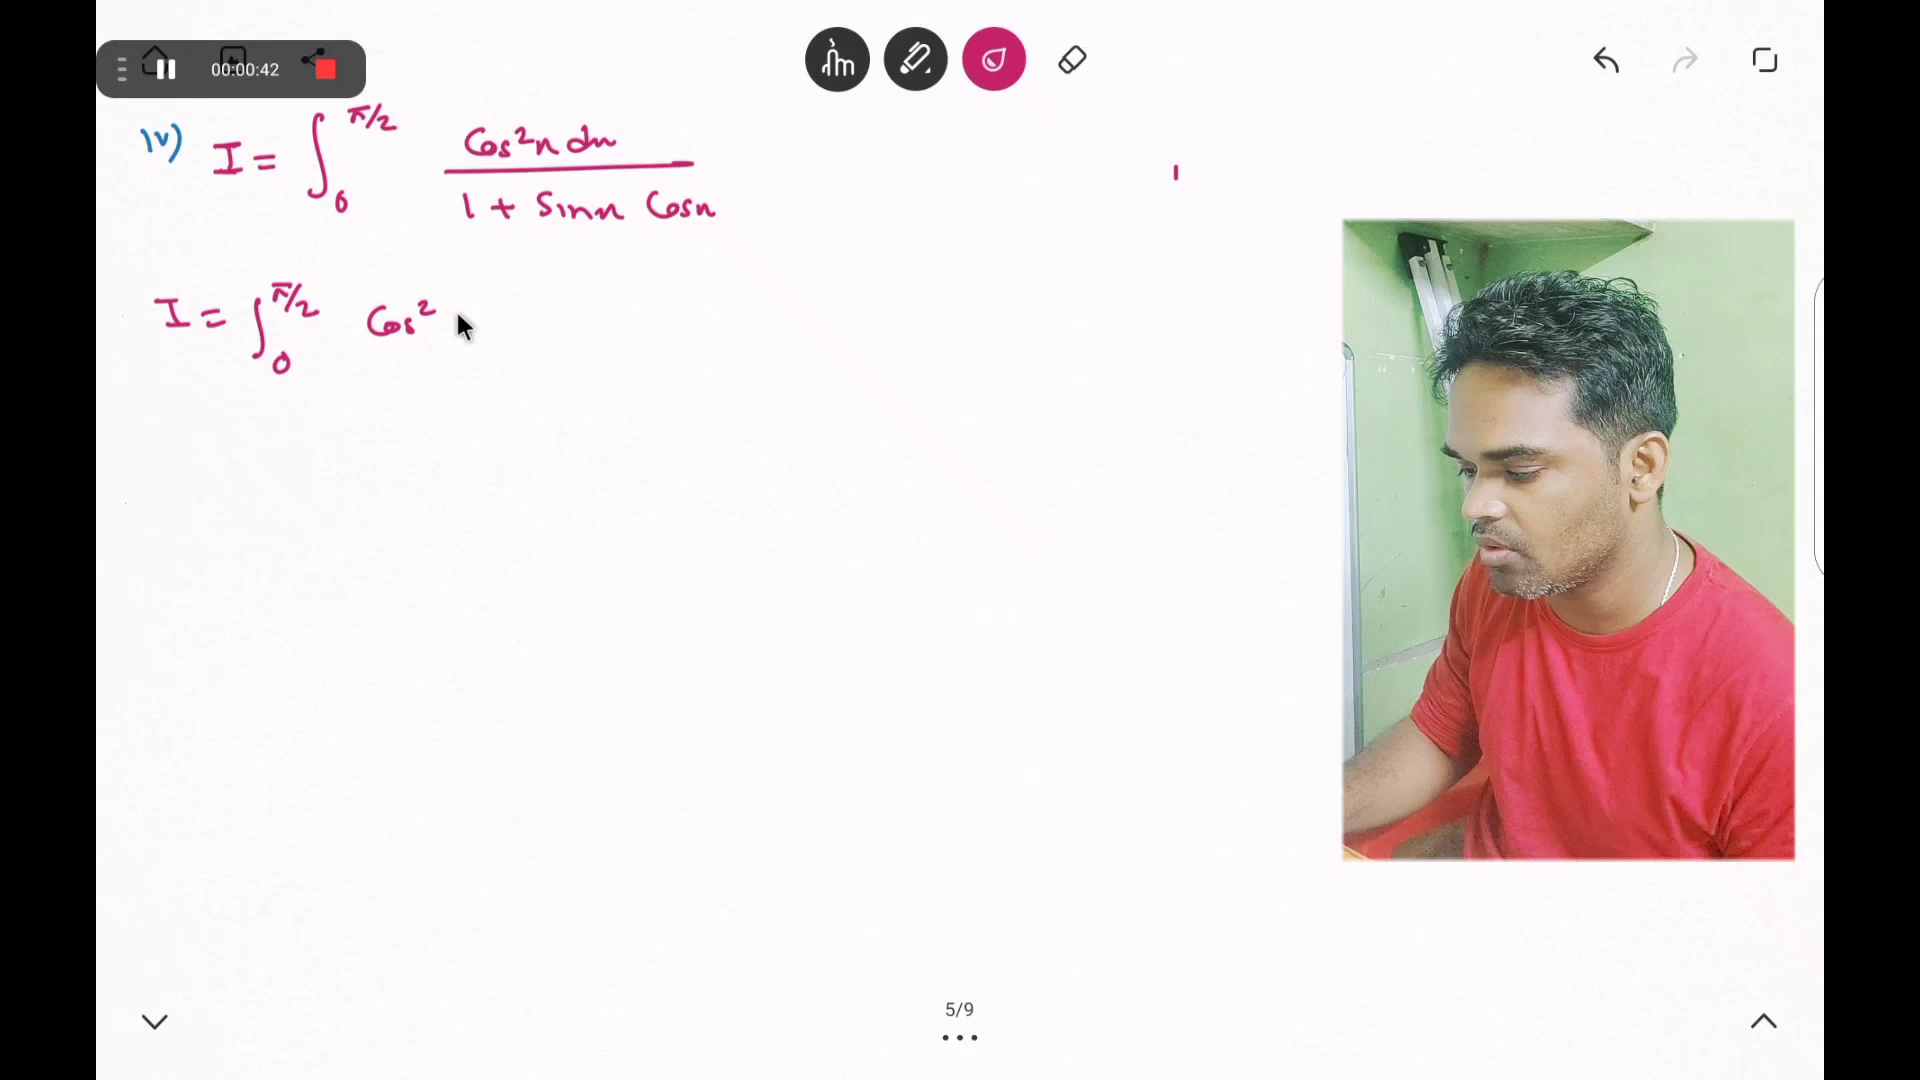 00:00:42
IV) I = ∫₀^π/2 Cos²x dx / 1 + Sinx Cosx
I = ∫₀^π/2 Cos²
5/9